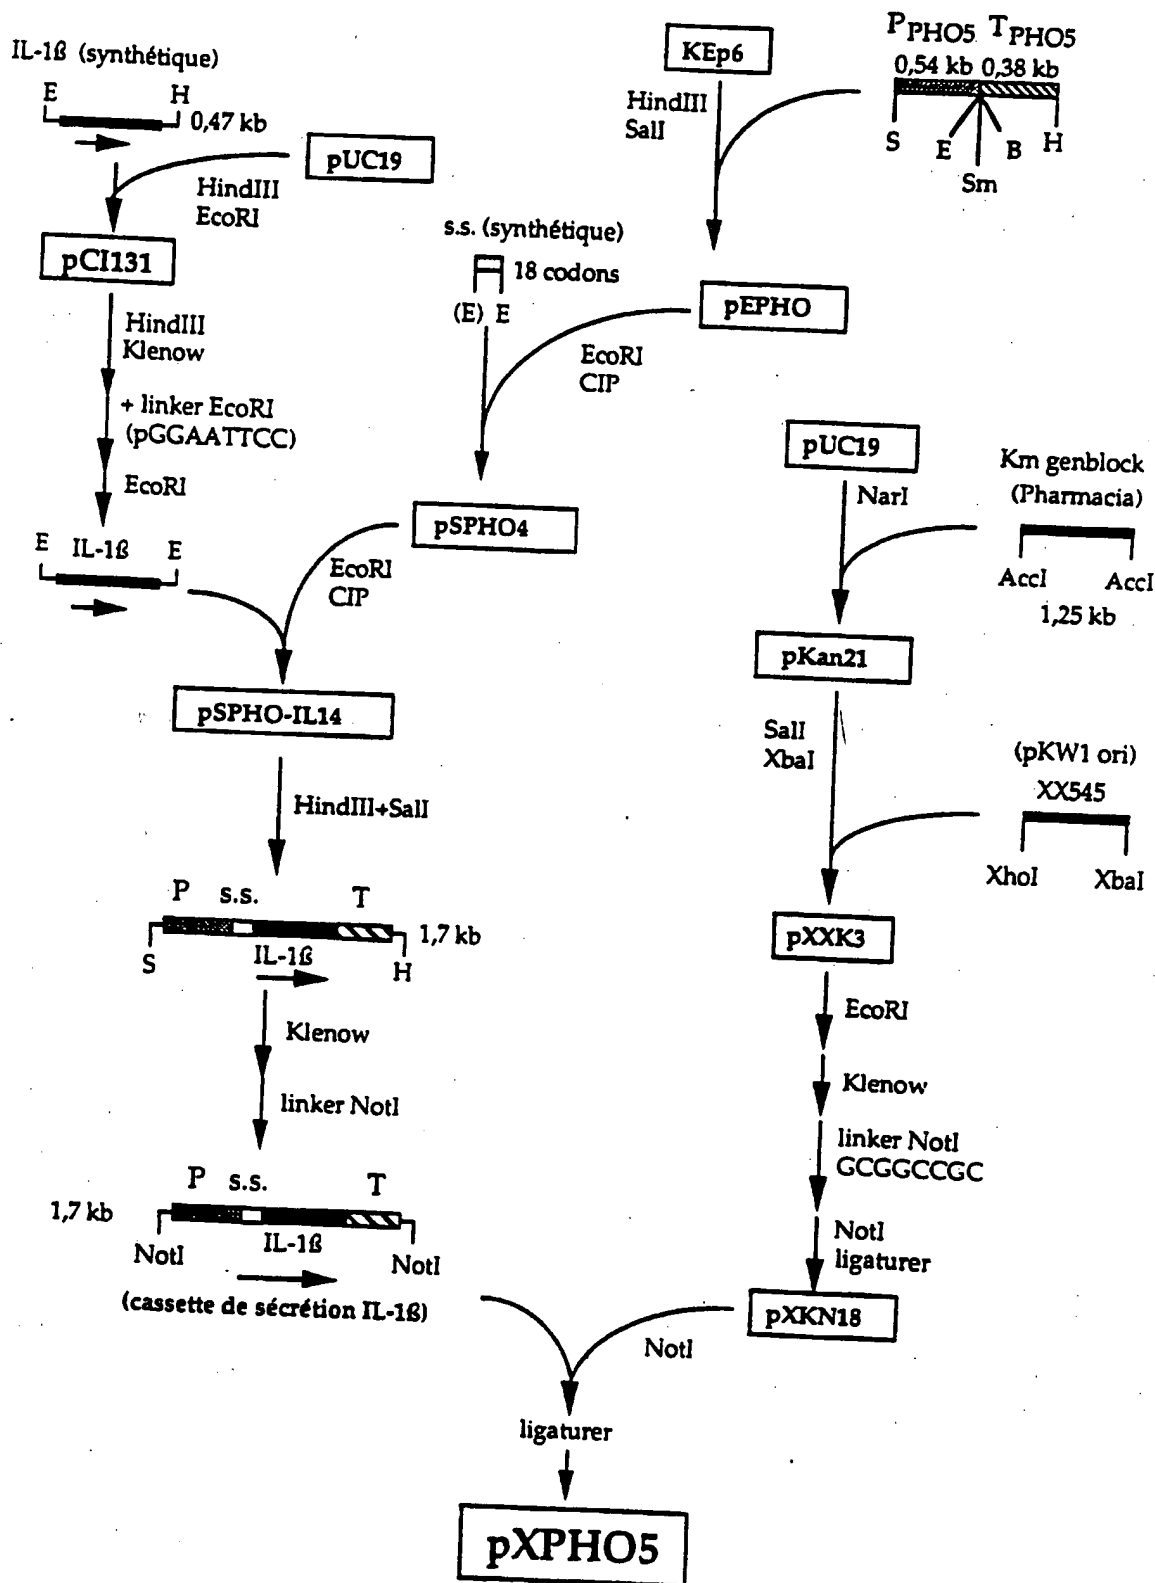 IL-1ß (synthétique)
E H
0,47 kb
pUC19
HindIII
EcoRI
pCI131
HindIII
Klenow
+ linker EcoRI
(pGGAATTCC)
EcoRI
E IL-1ß E
KEp6
HindIII
SalI
PPHO5 TPHO5
0,54 kb 0,38 kb
S E Sm B H
s.s. (synthétique)
18 codons
(E) E
pEPHO
EcoRI
CIP
pSPHO4
EcoRI
CIP
pSPHO-IL14
HindIII+SalI
P s.s. T
1,7 kb
S IL-1ß H
Klenow
linker NotI
P s.s. T
1,7 kb
NotI IL-1ß NotI
(cassette de sécrétion IL-1ß)
pUC19
NarI
Km genblock
(Pharmacia)
AccI AccI
1,25 kb
pKan21
SalI
XbaI
(pKW1 ori)
XX545
XhoI XbaI
pXXK3
EcoRI
Klenow
linker NotI
GCGGCCGC
NotI
ligaturer
pXKN18
NotI
ligaturer
pXPHO5